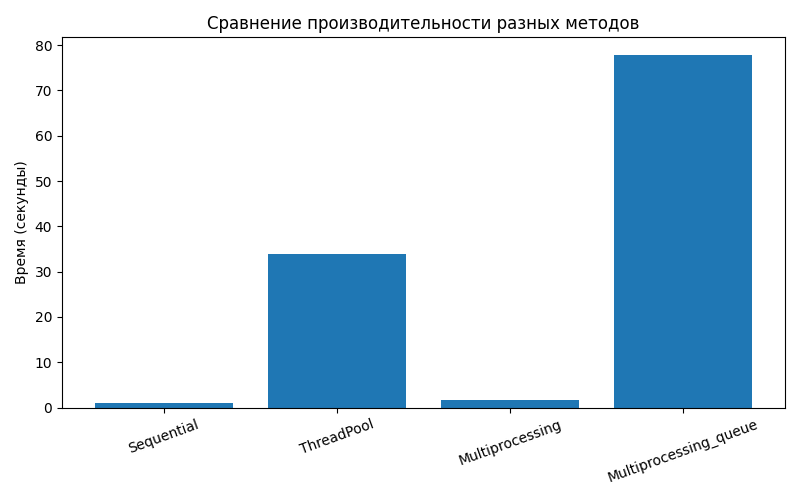 Сравнение производительности разных методов
Время (секунды)
80
70
60
50
40
30
20
10
0
Sequential
ThreadPool
Multiprocessing
Multiprocessing_queue